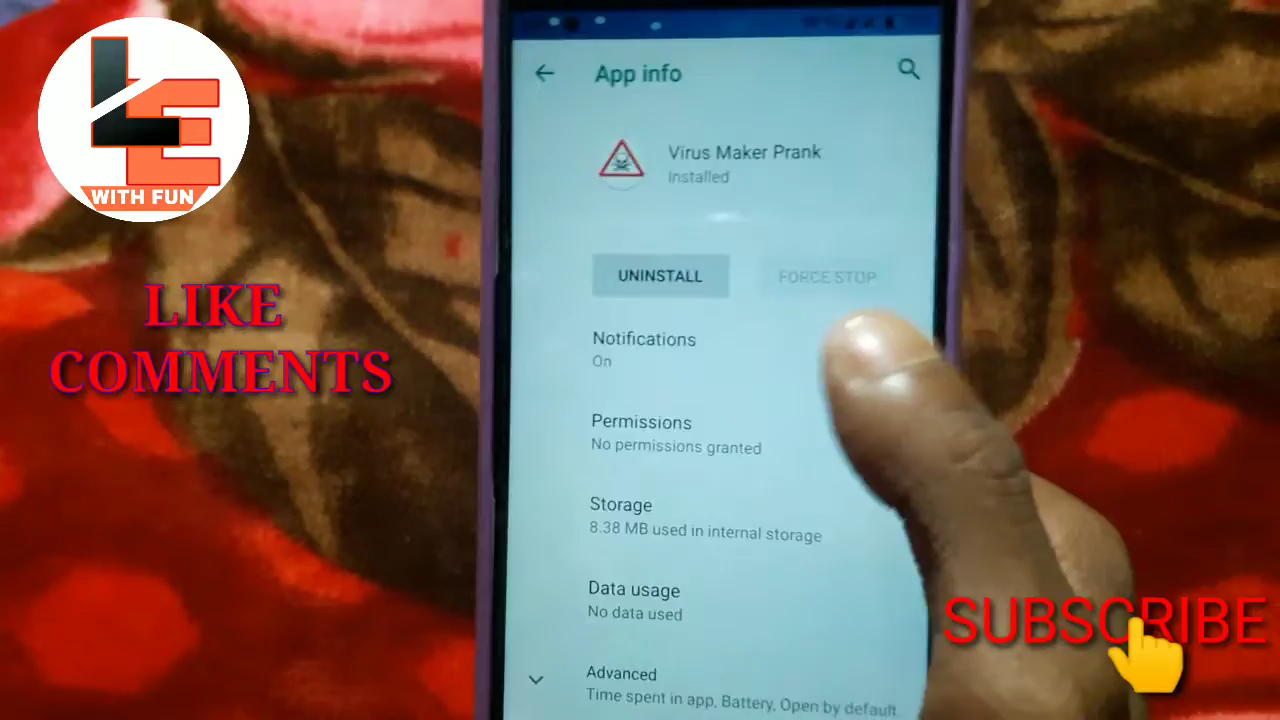 LE
WITH FUN
LIKE
COMMENTS
App info
Virus Maker Prank
Installed
UNINSTALL
FORCE STOP
Notifications
On
Permissions
No permissions granted
Storage
8.38 MB used in internal storage
Data usage
No data used
Advanced
Time spent in app, Battery, Open by default
SUBSCRIBE